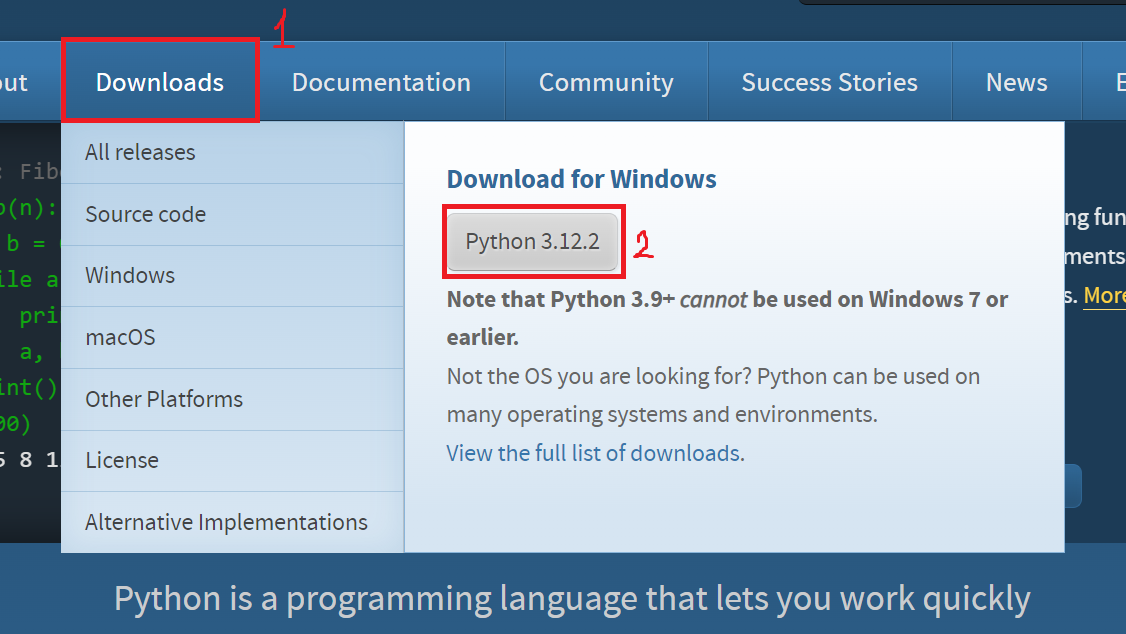 1
out Downloads Documentation Community Success Stories News E
All releases
Source code
Windows
macOS
Other Platforms
License
Alternative Implementations
Download for Windows
Python 3.12.2 2
Note that Python 3.9+ cannot be used on Windows 7 or
earlier.
Not the OS you are looking for? Python can be used on
many operating systems and environments.
View the full list of downloads.
: Fib
(n):
b =
ile a
pri
a,
int()
00)
5 8 1
ng fun
ments
s. More
Python is a programming language that lets you work quickly